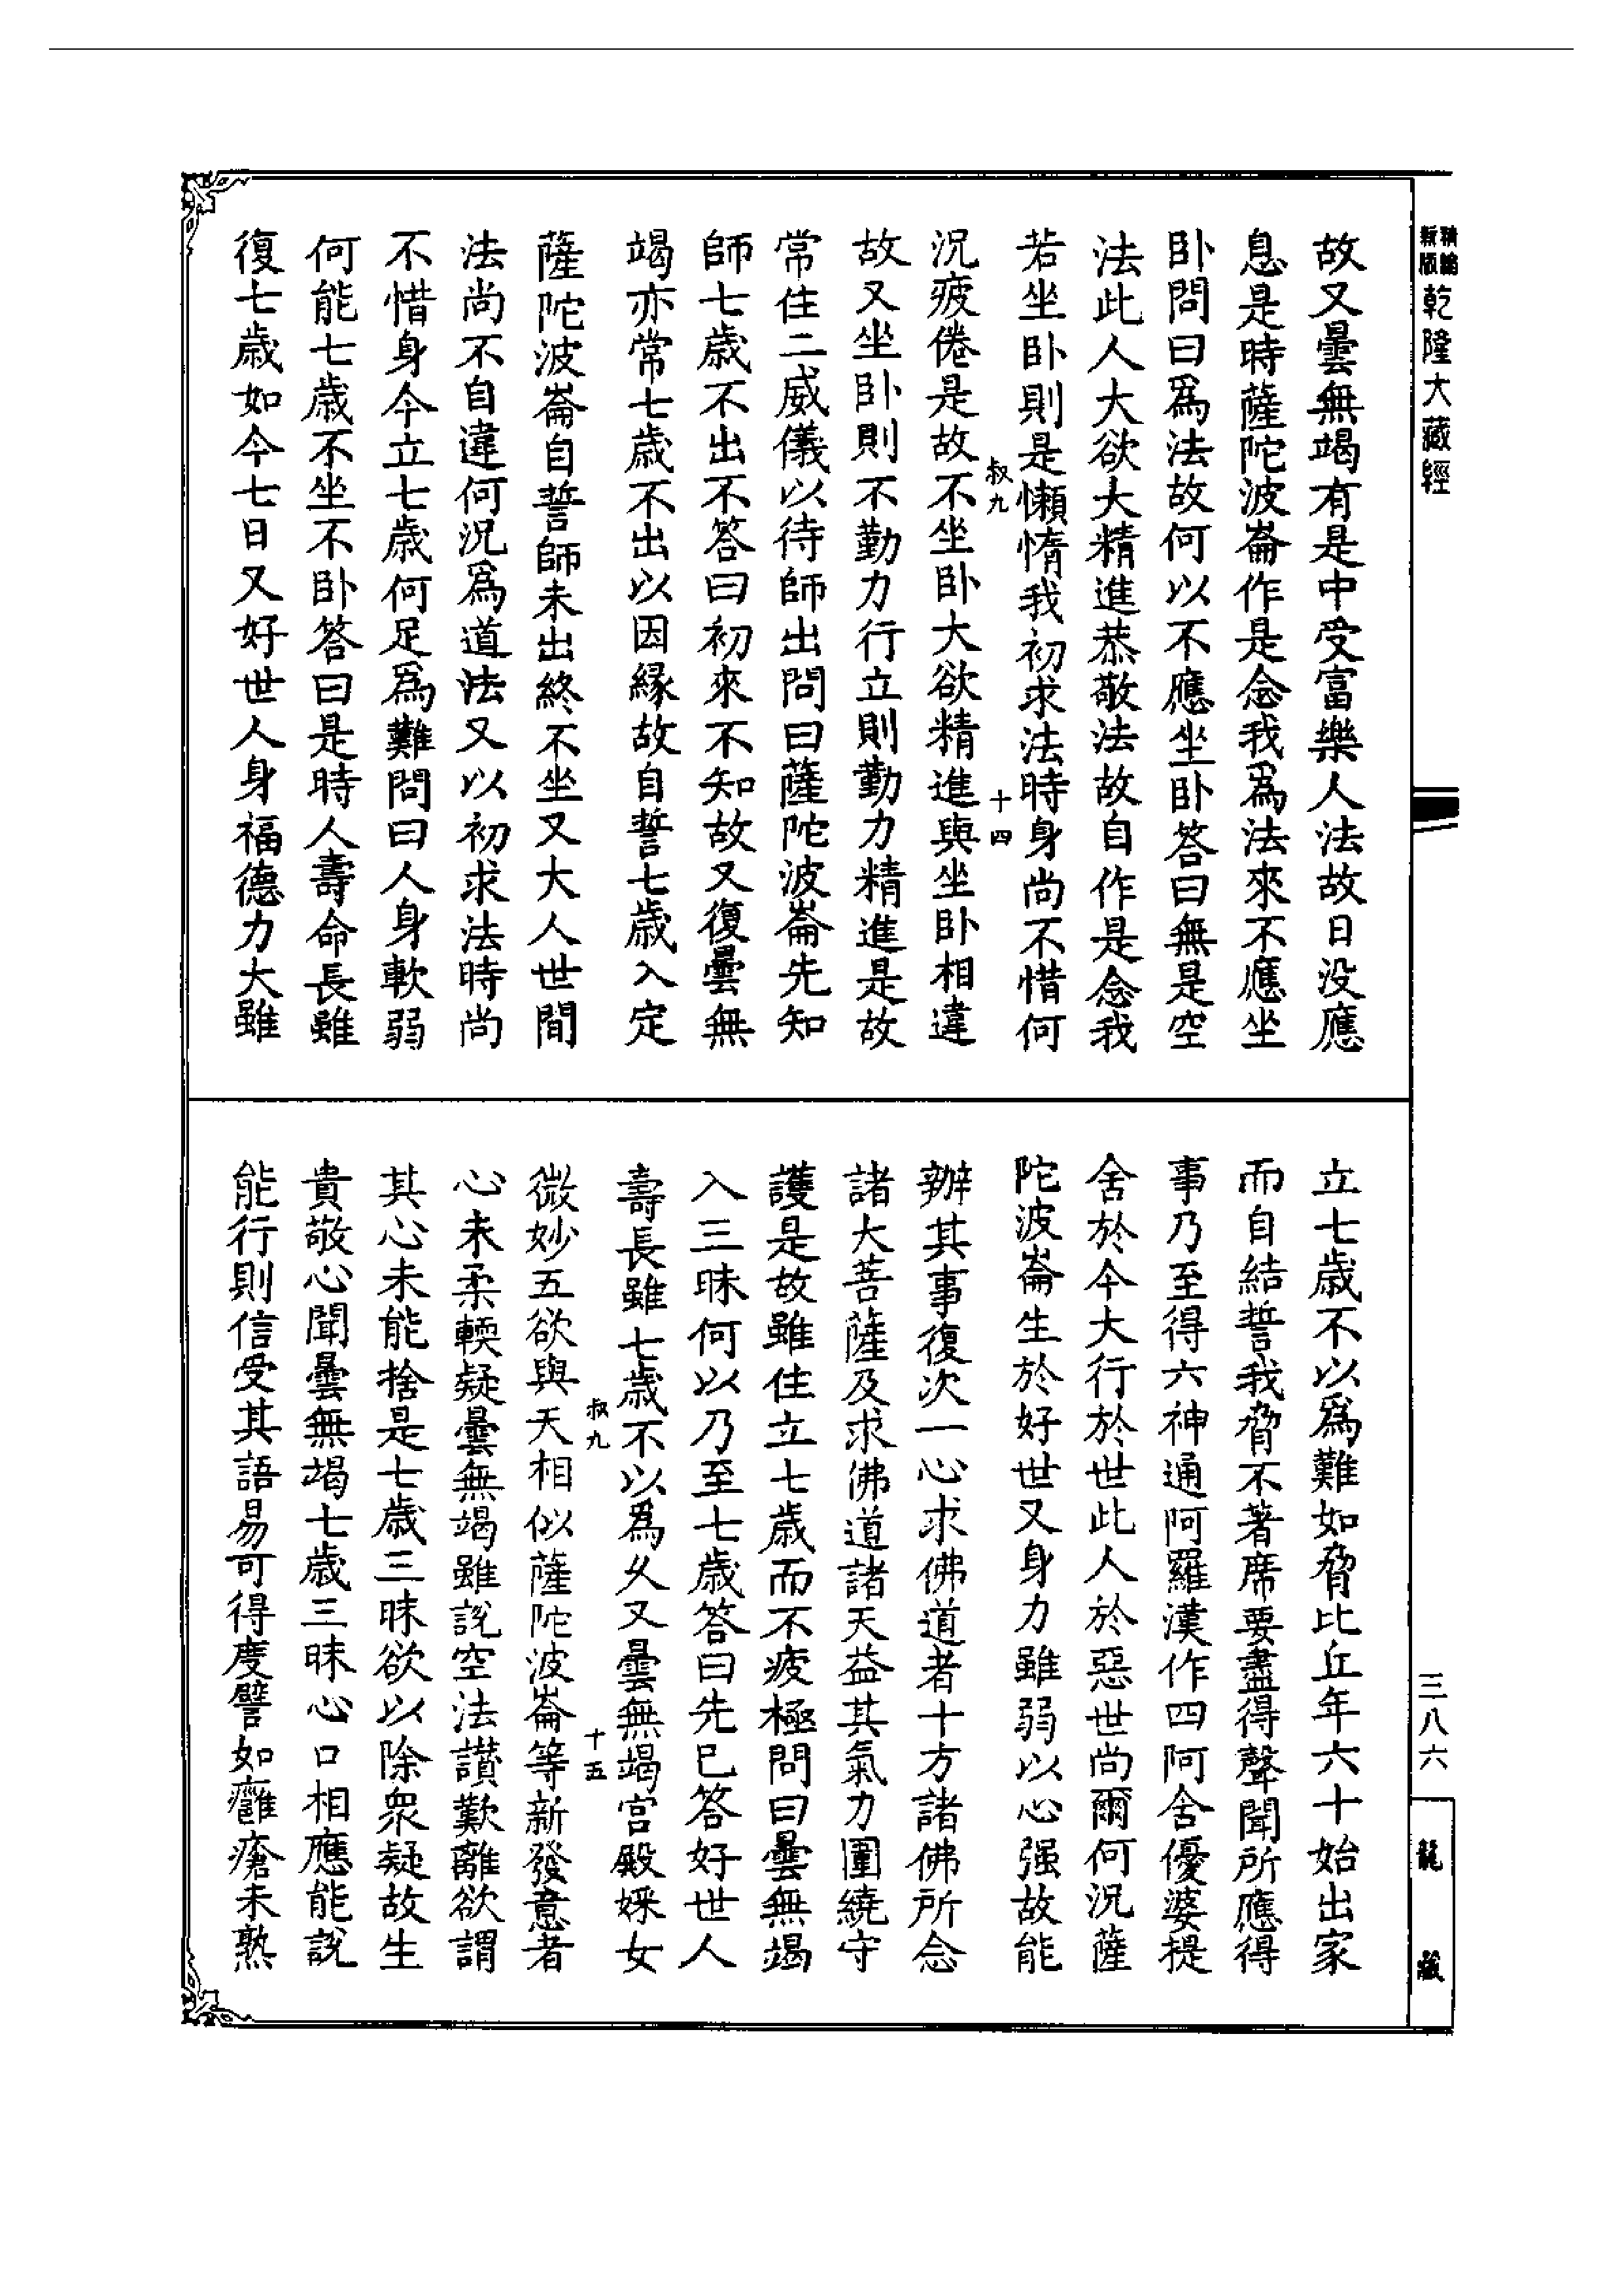 新版
精編
乾隆大藏經
故又曇無竭有是中受富樂人法故日没應
息是時薩陀波崙作是念我爲法來不應坐
卧問曰爲法故何以不應坐卧答曰無是空
法此人大欲大精進恭敬法故自作是念我
若坐卧則是懶惰我初求法時身尚不惜何
叔九
十四
況疲倦是故不坐卧大欲精進與坐卧相違
故又坐卧則不勤力行立則勤力精進是故
常住二威儀以待師出問曰薩陀波崙先知
師七歲不出不答曰初來不知故又復曇無
竭亦常七歲不出以因緣故自誓七歲入定
薩陀波崙自誓師未出終不坐又大人世間
法尚不自違何況爲道法又以初求法時尚
不惜身今立七歲何足爲難問曰人身軟弱
何能七歲不坐不卧答曰是時人壽命長雖
復七歲如今七日又好世人身福德力大雖
立七歲不以爲難如脅比丘年六十始出家
而自結誓我脅不著席要盡得聲聞所應得
事乃至得六神通阿羅漢作四阿舍優婆提
舍於今大行於世此人於惡世尚爾何況薩
陀波崙生於好世又身力雖弱以心强故能
辦其事復次一心求佛道者十方諸佛所念
諸大菩薩及求佛道諸天益其氣力圍繞守
護是故雖住立七歲而不疲極問曰曇無竭
入三昧何以乃至七歲答曰先已答好世人
壽長雖七歲不以爲久又曇無竭宮殿婇女
叔九
十五
微妙五欲與天相似薩陀波崙等新發意者
心未柔輭疑曇無竭雖說空法讃歎離欲謂
其心未能捨是七歲三昧欲以除衆疑故生
貴敬心聞曇無竭七歲三昧心口相應能說
能行則信受其語易可得度譬如癰瘡未熟
三八六
龍藏